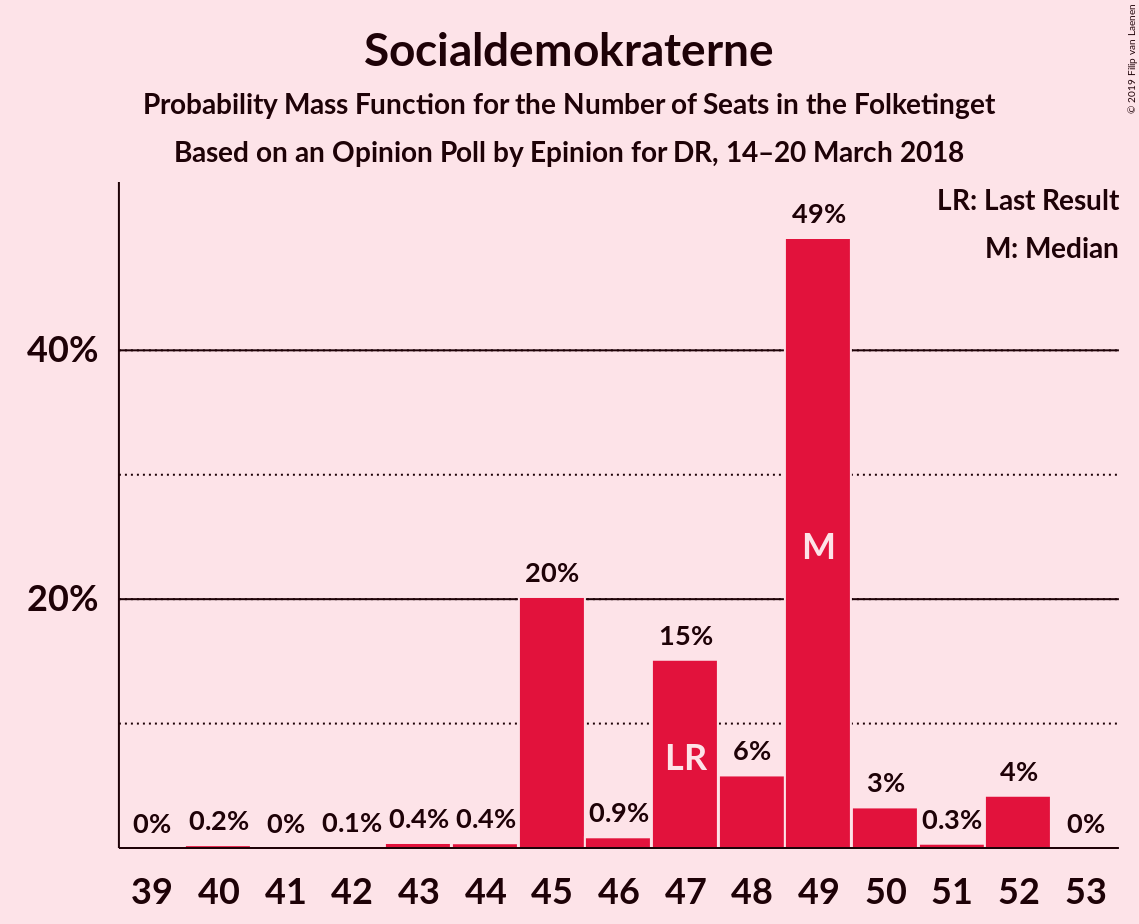 Socialdemokraterne
Probability Mass Function for the Number of Seats in the Folketinget
Based on an Opinion Poll by Epinion for DR, 14–20 March 2018
© 2019 Filip van Laenen
LR: Last Result
M: Median
49%
40%
M
20%
20%
15%
LR
6%
4%
3%
0% 0.2% 0% 0.1% 0.4% 0.4% 0.9% 0.3% 0%
39 40 41 42 43 44 45 46 47 48 49 50 51 52 53